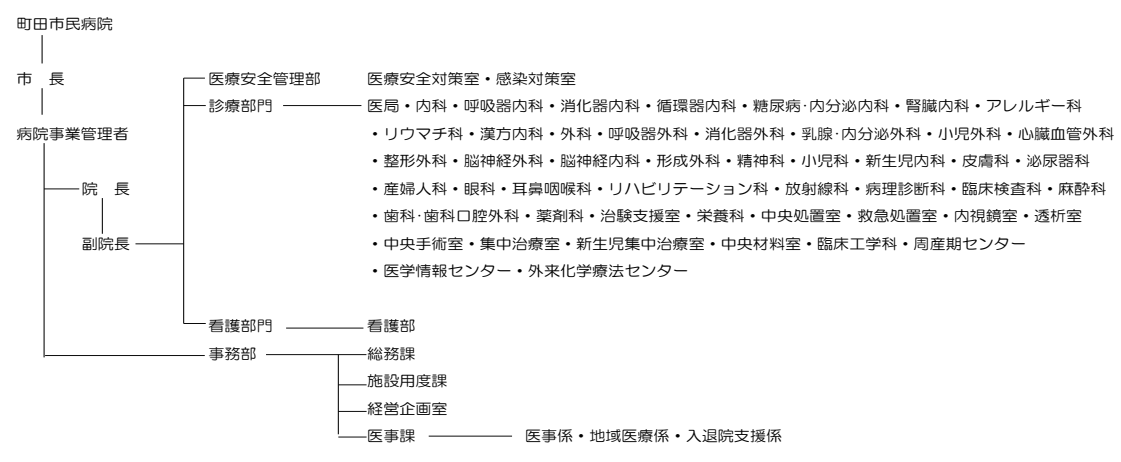 町田市民病院
市　長
医療安全管理部　医療安全対策室・感染対策室
診療部門　医局・内科・呼吸器内科・消化器内科・循環器内科・糖尿病･内分泌内科・腎臓内科・アレルギー科
病院事業管理者　・リウマチ科・漢方内科・外科・呼吸器外科・消化器外科・乳腺･内分泌外科・小児外科・心臓血管外科
・整形外科・脳神経外科・脳神経内科・形成外科・精神科・小児科・新生児内科・皮膚科・泌尿器科
院　長　・産婦人科・眼科・耳鼻咽喉科・リハビリテーション科・放射線科・病理診断科・臨床検査科・麻酔科
・歯科･歯科口腔外科・薬剤科・治験支援室・栄養科・中央処置室・救急処置室・内視鏡室・透析室
副院長　・中央手術室・集中治療室・新生児集中治療室・中央材料室・臨床工学科・周産期センター
・医学情報センター・外来化学療法センター
看護部門　看護部
事務部　総務課
施設用度課
経営企画室
医事課　医事係・地域医療係・入退院支援係